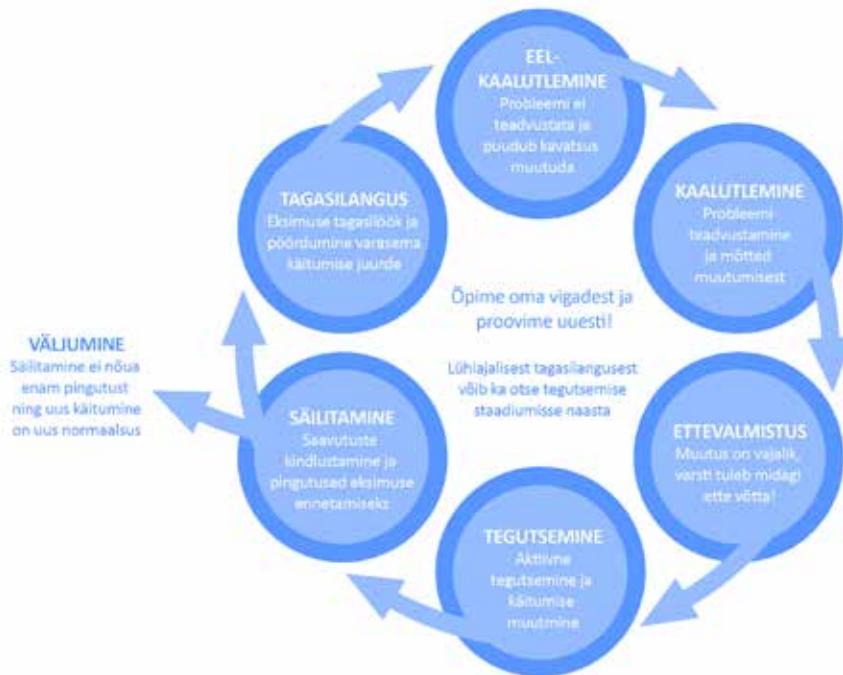 EEL-
KAALUTLEMINE
Probleemi ei
teadvustata ja
puudub kavatsus
muutuda
KAALUTLEMINE
Probleemi
teadvustamine
ja mõtted
muutumisest
ETTEVALMISTUS
Muutus on vajalik,
varsti tuleb midagi
ette võtta!
TEGUTSEMINE
Aktiivne
tegutsemine ja
käitumise
muutmine
SÄILITAMINE
Saavutuste
kindlustamine ja
pingutused eksimuse
ennetamiseks
VÄLJUMINE
Säilitamine ei nõua
enam pingutust
ning uus käitumine
on uus normaalsus
TAGASILANGUS
Eksimuse tagasilöök ja
pöördumine varasema
käitumise juurde
Õpime oma vigadest ja
proovime uuesti!
Lühiajalisest tagasilangusest
võib ka otse tegutsemise
staadiumisse naasta